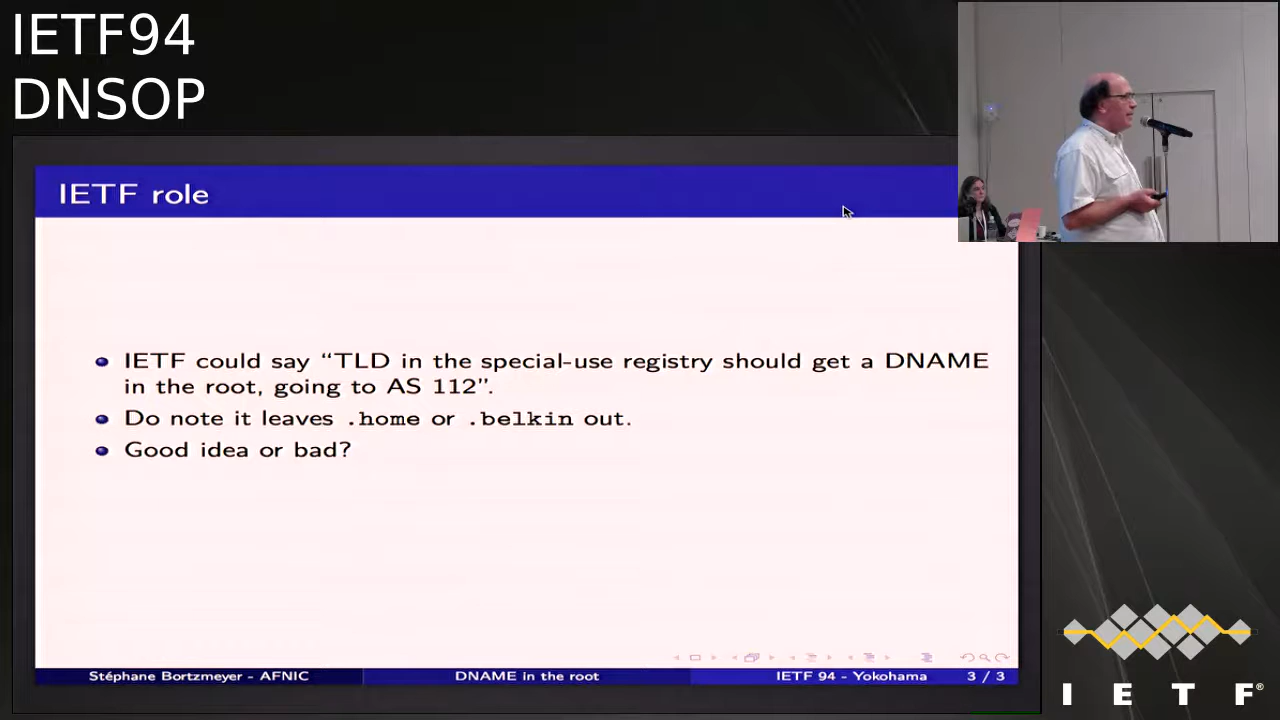 IETF94
DNSOP
IETF role
IETF could say “TLD in the special-use registry should get a DNAME
in the root, going to AS 112”.
Do note it leaves .home or .belkin out.
Good idea or bad?
Stéphane Bortzmeyer - AFNIC
DNAME in the root
IETF 94 - Yokohama
3 / 3
I E T F®